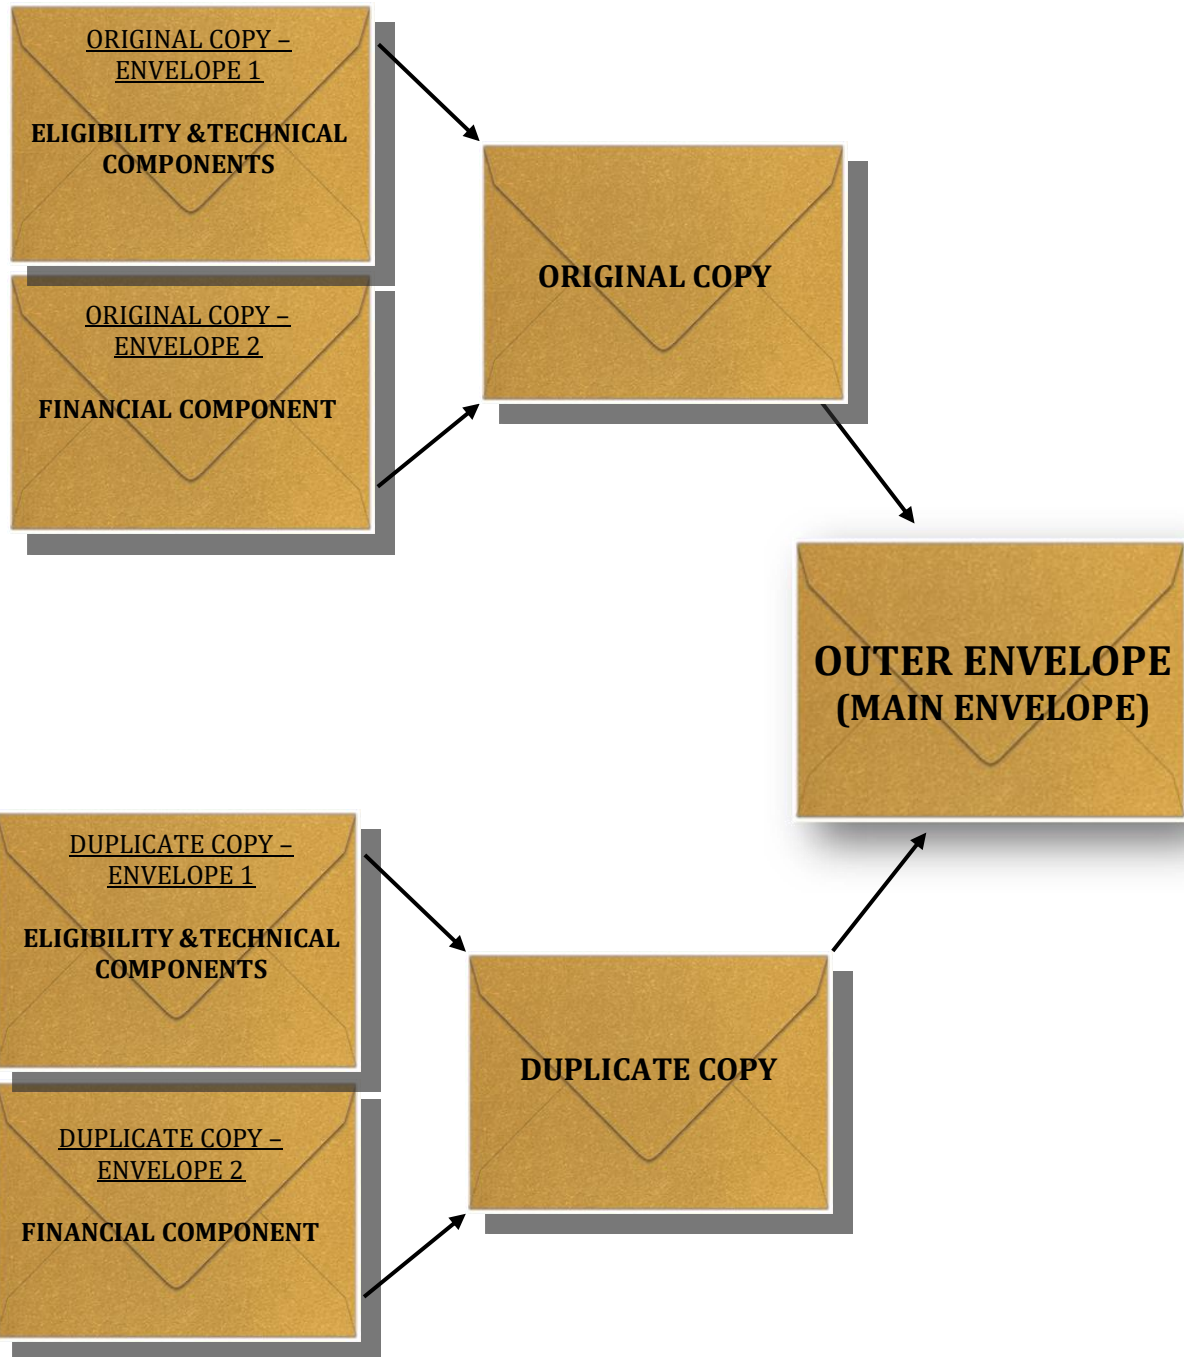 ORIGINAL COPY –
ENVELOPE 1
ELIGIBILITY &TECHNICAL
COMPONENTS
ORIGINAL COPY –
ENVELOPE 2
FINANCIAL COMPONENT
ORIGINAL COPY
OUTER ENVELOPE
(MAIN ENVELOPE)
DUPLICATE COPY –
ENVELOPE 1
ELIGIBILITY &TECHNICAL
COMPONENTS
DUPLICATE COPY –
ENVELOPE 2
FINANCIAL COMPONENT
DUPLICATE COPY